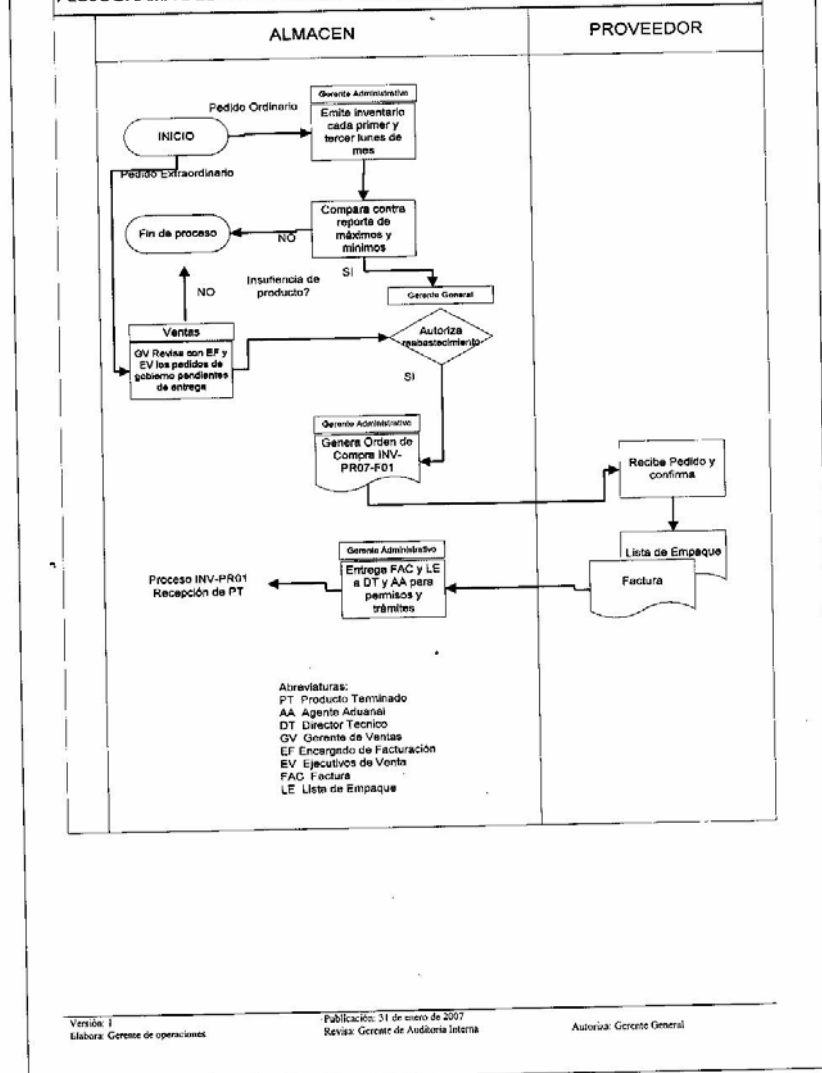 ALMACEN
PROVEEDOR
Gerente Administrativo
Emite inventario
cada primer y
tercer lunes de
mes
Pedido Ordinario
INICIO
Pedido Extraordinario
Compara contra
reporte de
máximos y
mínimos
Fin de proceso
NO
SI
Insufiencia de
producto?
NO
Gerente General
Autoriza
reabastecimiento
SI
Ventas
GV Revisa con EF y
EV los pedidos de
gobierno pendientes
de entrega
Gerente Administrativo
Genera Orden de
Compra INV-
PR07-F01
Recibe Pedido y
confirma
Lista de Empaque
Factura
Gerente Administrativo
Entrega FAC y LE
a DT y AA para
permisos y
trámites
Proceso INV-PR01
Recepción de PT
Abreviaturas:
PT Producto Terminado
AA Agente Aduanal
DT Director Tecnico
GV Gerente de Ventas
EF Encargado de Facturación
EV Ejecutivos de Venta
FAC Factura
LE Lista de Empaque
Versión: 1
Elabora: Gerente de operaciones
Publicación: 31 de enero de 2007
Revisa: Gerente de Auditoria Interna
Autoriza: Gerente General